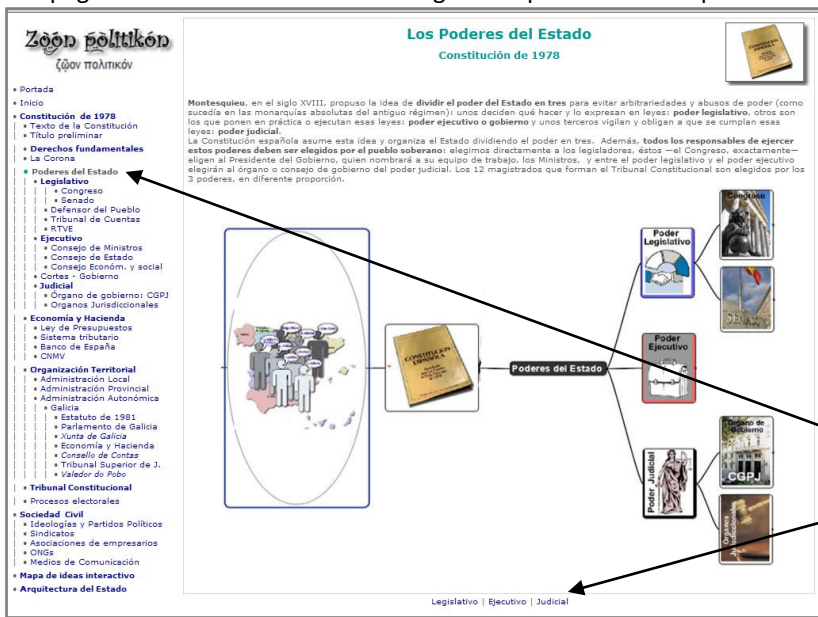 Zôon politikón
ζῷον πολιτικόν
Portada
Inicio
Constitución de 1978
Texto de la Constitución
Título preliminar
Derechos fundamentales
La Corona
Poderes del Estado
Legislativo
Congreso
Senado
Defensor del Pueblo
Tribunal de Cuentas
RTVE
Ejecutivo
Consejo de Ministros
Consejo de Estado
Consejo Económ. y social
Cortes - Gobierno
Judicial
Órgano de gobierno: CGPJ
Órganos Jurisdiccionales
Economía y Hacienda
Ley de Presupuestos
Sistema tributario
Banco de España
CNMV
Organización Territorial
Administración Local
Administración Provincial
Administración Autonómica
Galicia
Estatuto de 1981
Parlamento de Galicia
Xunta de Galicia
Economía y Hacienda
Consello de Contas
Tribunal Superior de J.
Valedor do Pobo
Tribunal Constitucional
Procesos electorales
Sociedad Civil
Ideologías y Partidos Políticos
Sindicatos
Asociaciones de empresarios
ONGs
Medios de Comunicación
Mapa de ideas interactivo
Arquitectura del Estado
Los Poderes del Estado
Constitución de 1978
Montesquieu, en el siglo XVIII, propuso la idea de dividir el poder del Estado en tres para evitar arbitrariedades y abusos de poder (como
sucedía en las monarquías absolutas del antiguo régimen): unos deciden qué hacer y lo expresan en leyes: poder legislativo, otros son
los que ponen en práctica o ejecutan esas leyes: poder ejecutivo o gobierno y unos terceros vigilan y obligan a que se cumplan esas
leyes: poder judicial.
La Constitución española asume esta idea y organiza el Estado dividiendo el poder en tres. Además, todos los responsables de ejercer
estos poderes deben ser elegidos por el pueblo soberano: elegimos directamente a los legisladores, éstos —el Congreso, exactamente—
eligen al Presidente del Gobierno, quien nombrará a su equipo de trabajo, los Ministros, y entre el poder legislativo y el poder ejecutivo
elegirán al órgano o consejo de gobierno del poder judicial. Los 12 magistrados que forman el Tribunal Constitucional son elegidos por los
3 poderes, en diferente proporción.
CONSTITUCION
ESPAÑOLA
Poderes del Estado
Poder
Legislativo
Congreso
SENADO
Poder
Ejecutivo
Poder Judicial
Organo de
Gobierno
CGPJ
Organos
Jurisdiccionales
Legislativo | Ejecutivo | Judicial